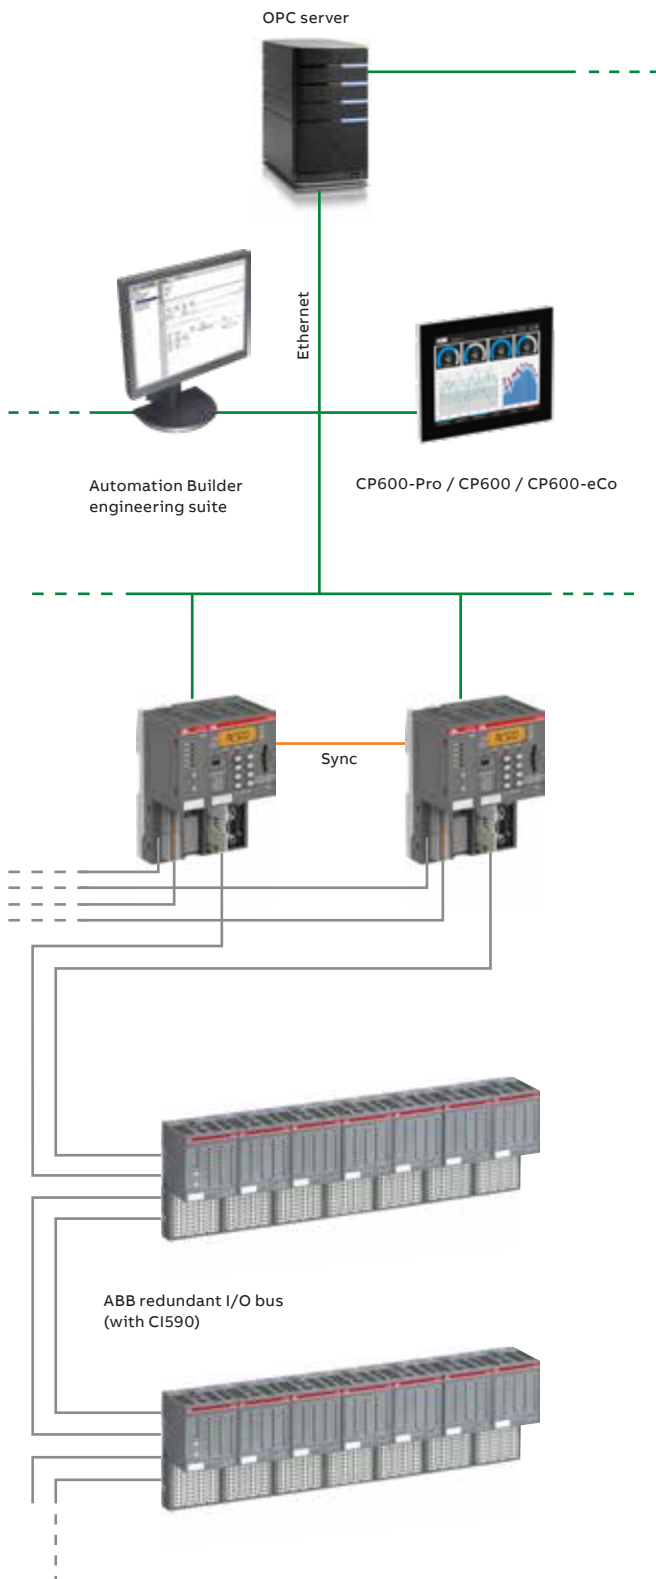 OPC server
Ethernet
Automation Builder
engineering suite
CP600-Pro / CP600 / CP600-eCo
Sync
ABB redundant I/O bus
(with CI590)